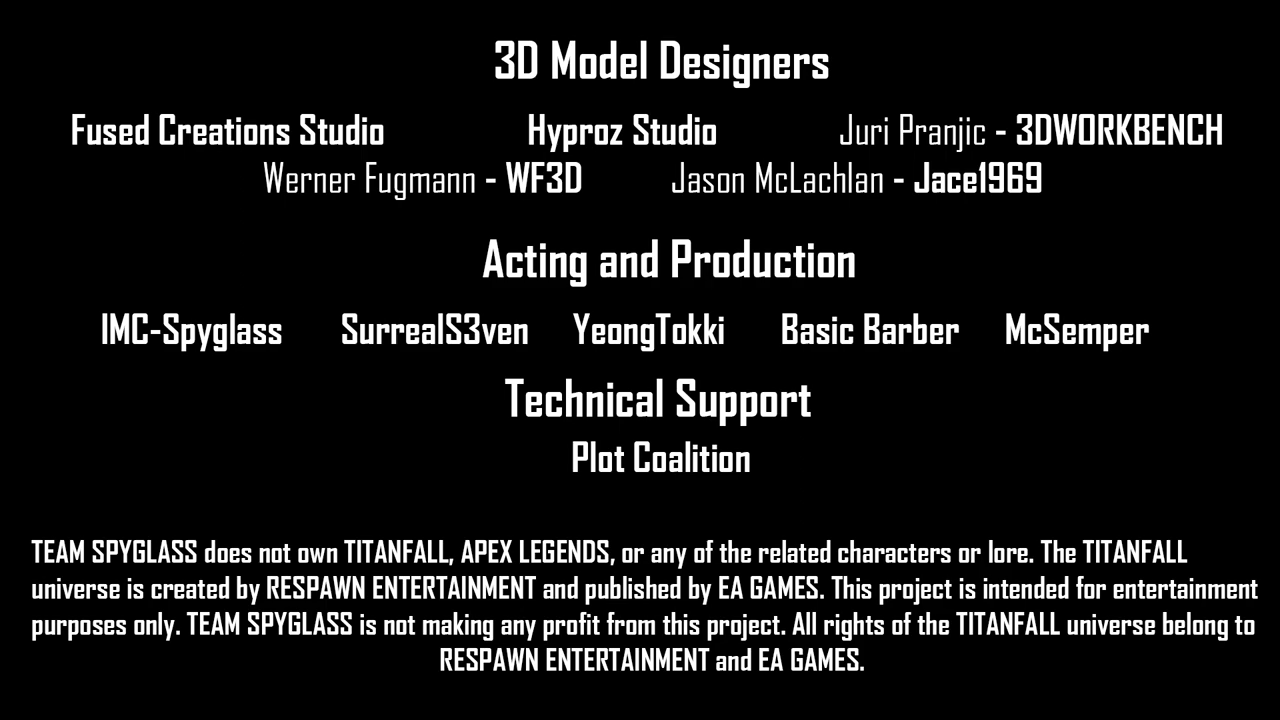 3D Model Designers
Fused Creations Studio Hyproz Studio Juri Pranjic - 3DWORKBENCH
Werner Fugmann - WF3D Jason McLachlan - Jace1969
Acting and Production
IMC-Spyglass SurrealS3ven YeongTokki Basic Barber McSemper
Technical Support
Plot Coalition
TEAM SPYGLASS does not own TITANFALL, APEX LEGENDS, or any of the related characters or lore. The TITANFALL
universe is created by RESPAWN ENTERTAINMENT and published by EA GAMES. This project is intended for entertainment
purposes only. TEAM SPYGLASS is not making any profit from this project. All rights of the TITANFALL universe belong to
RESPAWN ENTERTAINMENT and EA GAMES.